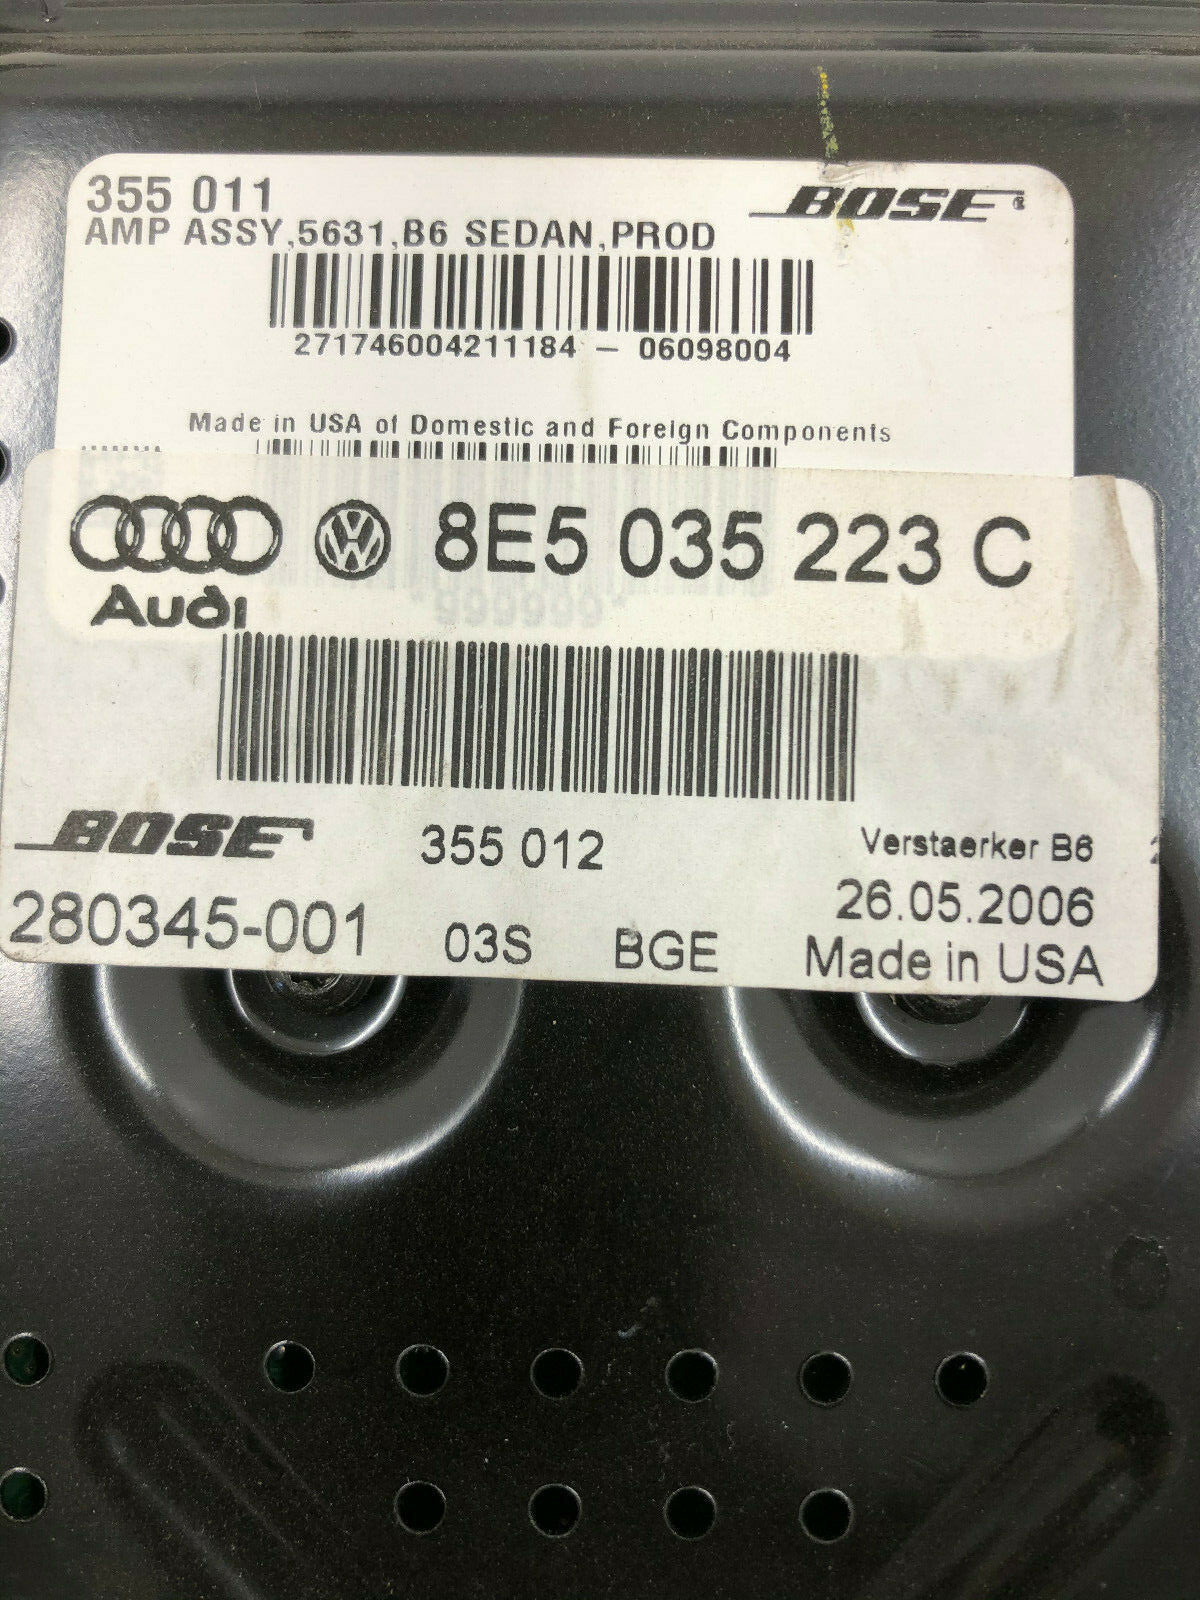 355 011
BOSE®
AMP ASSY,5631,B6 SEDAN,PROD
271746004211184 – 06098004
Made in USA of Domestic and Foreign Components
Audi
8E5 035 223 C
BOSE
355 012
Verstaerker B6
280345-001
03S
BGE
26.05.2006
Made in USA